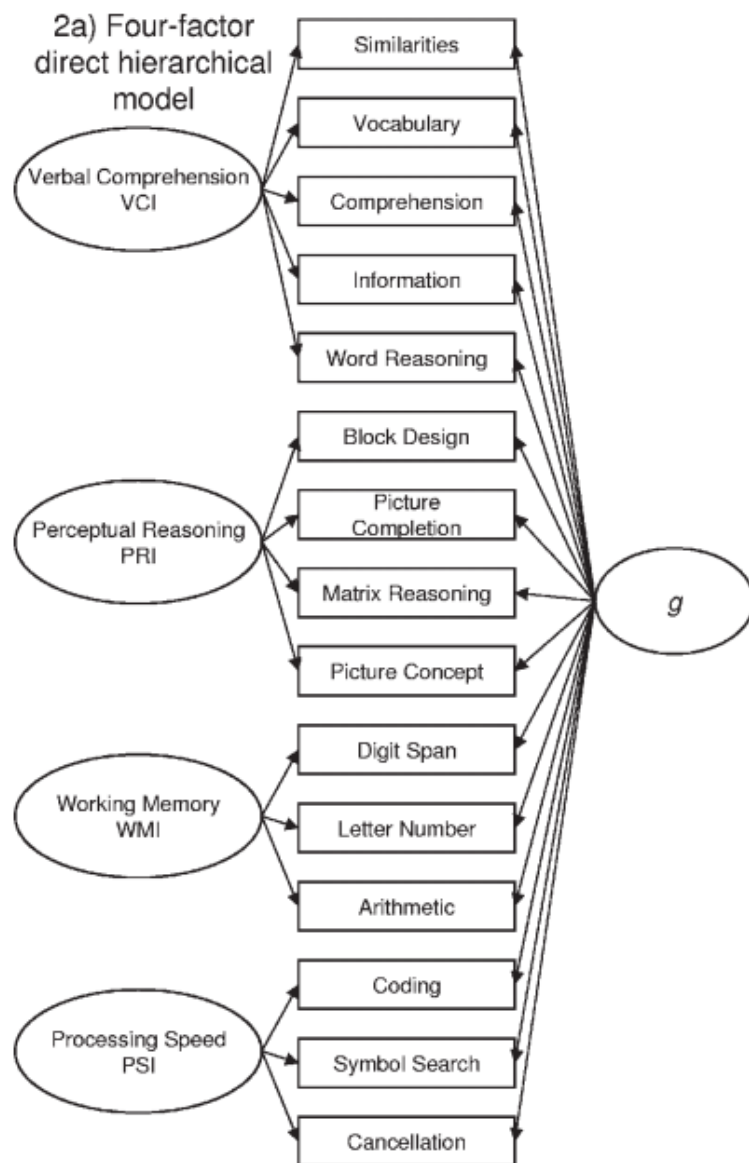 2a) Four-factor
direct hierarchical
model
Similarities
Vocabulary
Verbal Comprehension
VCI
Comprehension
Information
Word Reasoning
Block Design
Picture
Completion
Perceptual Reasoning
PRI
Matrix Reasoning
Picture Concept
g
Digit Span
Working Memory
WMI
Letter Number
Arithmetic
Coding
Processing Speed
PSI
Symbol Search
Cancellation